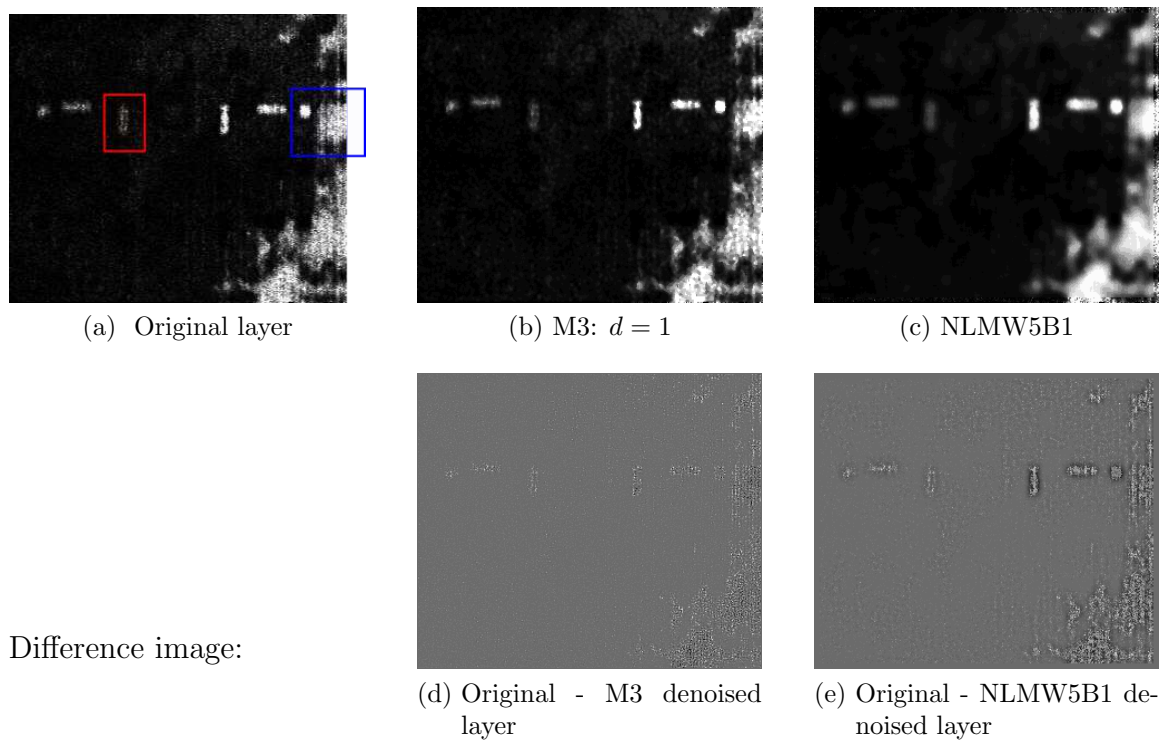 (a) Original layer
(b) M3: d = 1
(c) NLMW5B1
Difference image:
(d) Original - M3 denoised
layer
(e) Original - NLMW5B1 de-
noised layer